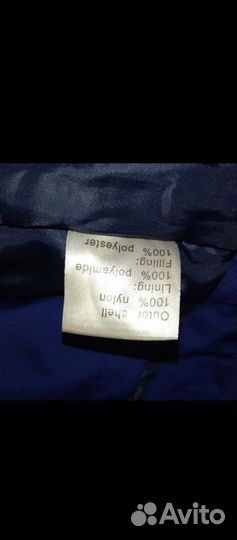 Outer shell
100% nylon
Lining:
100% polyamide
Filling:
100% polyester
Avito